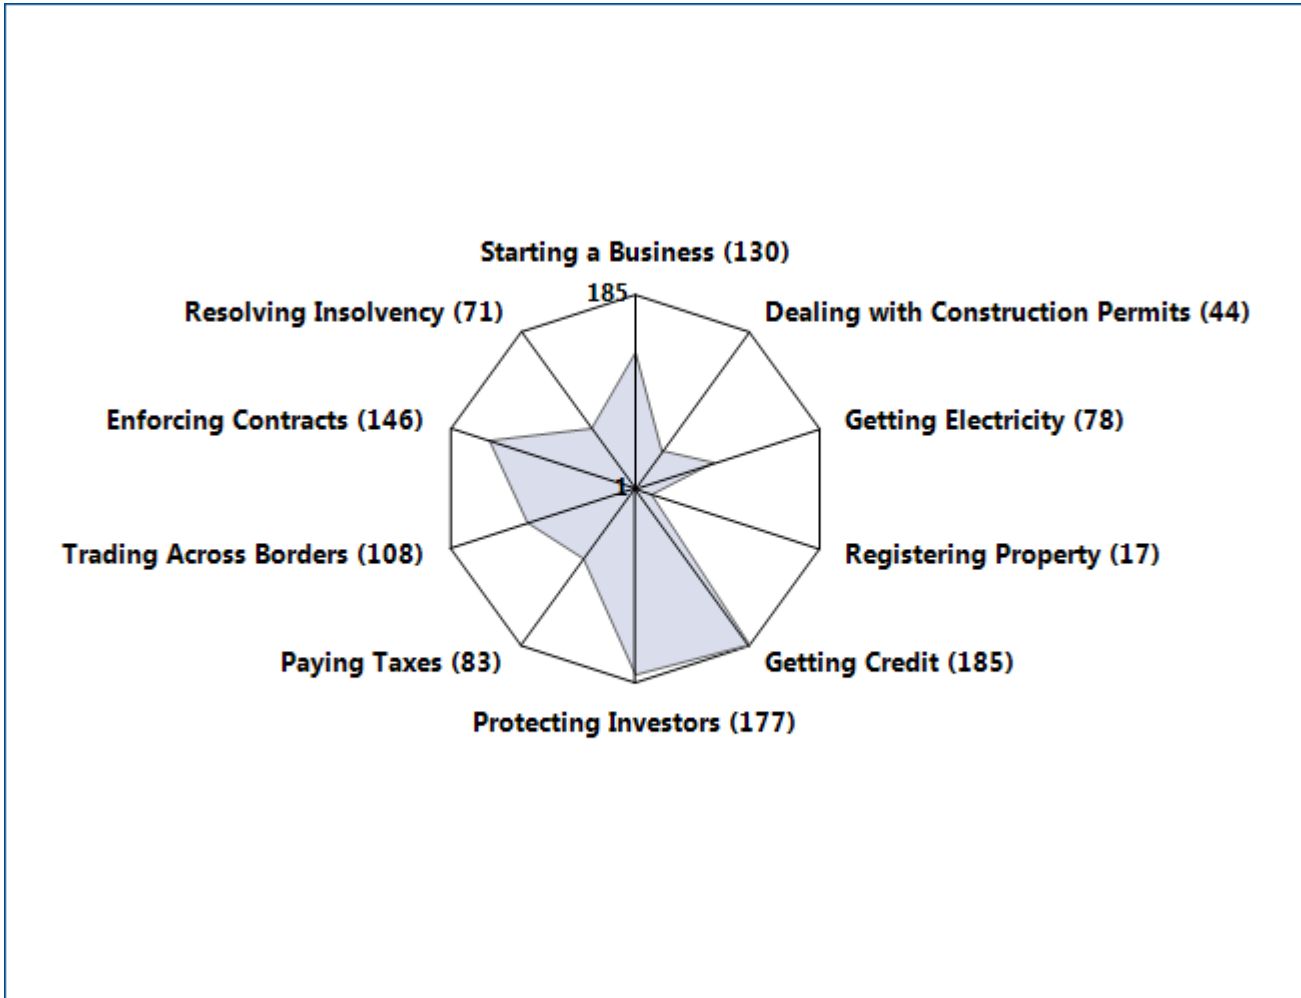 Starting a Business (130)
185
Resolving Insolvency (71)
Dealing with Construction Permits (44)
Enforcing Contracts (146)
Getting Electricity (78)
1
Trading Across Borders (108)
Registering Property (17)
Paying Taxes (83)
Getting Credit (185)
Protecting Investors (177)